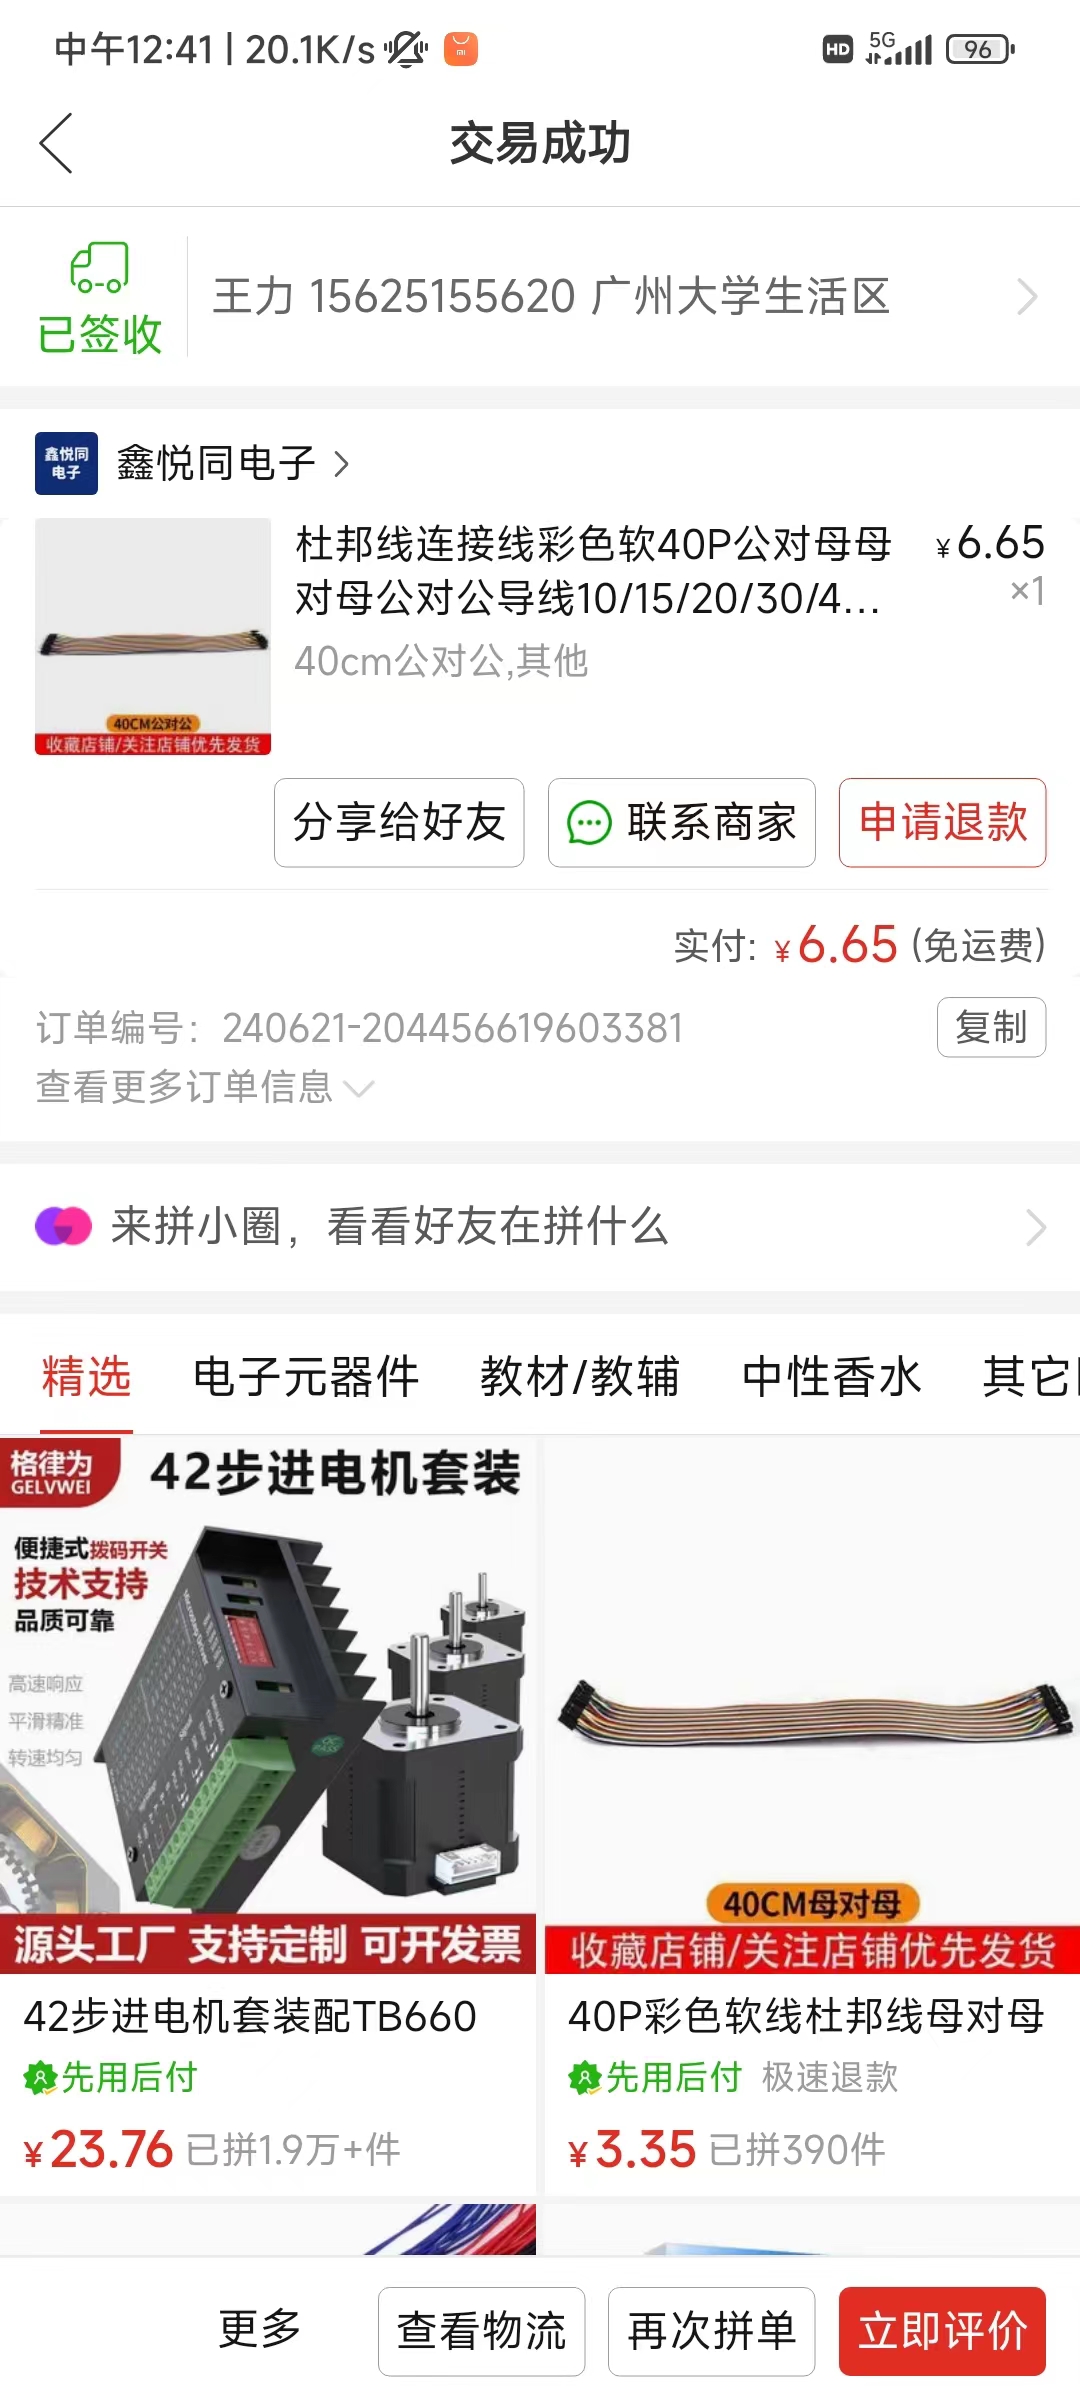 中午12:41 | 20.1K/s
HD 5G 96
交易成功
已签收
王力 15625155620 广州大学生活区
鑫悦同电子
鑫悦同电子
杜邦线连接线彩色软40P公对母母
对母公对公导线10/15/20/30/4...
¥6.65
×1
40cm公对公,其他
40CM公对公
收藏店铺/关注店铺优先发货
分享给好友
联系商家
申请退款
实付: ¥6.65 (免运费)
订单编号: 240621-204456619603381
复制
查看更多订单信息
来拼小圈，看看好友在拼什么
精选 电子元器件 教材/教辅 中性香水 其它
格律为
GELVWEI
42步进电机套装
便捷式拨码开关
技术支持
品质可靠
高速响应
平滑精准
转速均匀
源头工厂 支持定制 可开发票
42步进电机套装配TB660
先用后付
¥23.76 已拼1.9万+件
40CM母对母
收藏店铺/关注店铺优先发货
40P彩色软线杜邦线母对母
先用后付 极速退款
¥3.35 已拼390件
更多
查看物流
再次拼单
立即评价